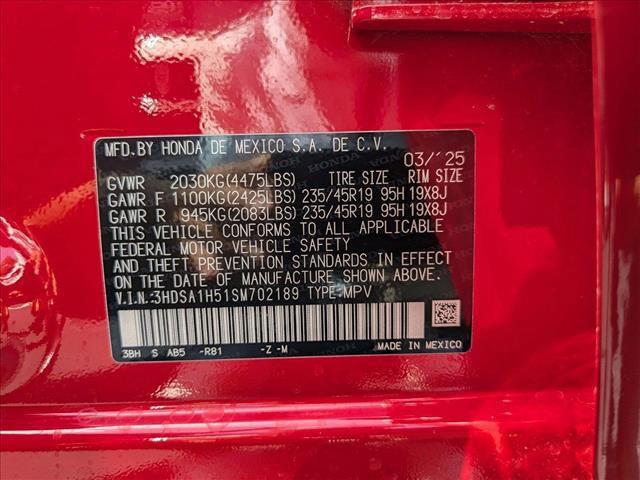 MFD.BY HONDA DE MEXICO S.A. DE C.V. 03/'25
GVWR 2030KG(4475LBS) TIRE SIZE RIM SIZE
GAWR F 1100KG(2425LBS) 235/45R19 95H 19X8J
GAWR R 945KG(2083LBS) 235/45R19 95H 19X8J
THIS VEHICLE CONFORMS TO ALL APPLICABLE
FEDERAL MOTOR VEHICLE SAFETY
AND THEFT PREVENTION STANDARDS IN EFFECT
ON THE DATE OF MANUFACTURE SHOWN ABOVE.
V.I.N.:3HDSA1H51SM702189 TYPE:MPV
3BH S AB5 -R81 -Z -M MADE IN MEXICO